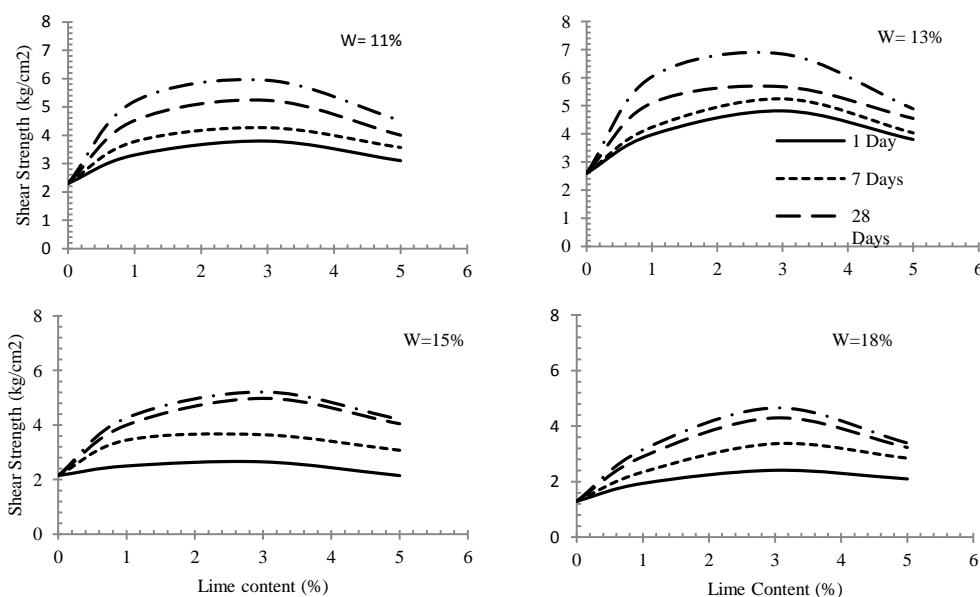 8
7
6
5
4
3
2
1
0
0 1 2 3 4 5 6
Shear Strength (kg/cm2)
W= 11%
8
7
6
5
4
3
2
1
0
0 1 2 3 4 5 6
W= 13%
1 Day
7 Days
28
Days
8
6
4
2
0
0 1 2 3 4 5 6
Shear Strength (kg/cm2)
Lime content (%)
W=15%
8
6
4
2
0
0 1 2 3 4 5 6
Lime Content (%)
W=18%